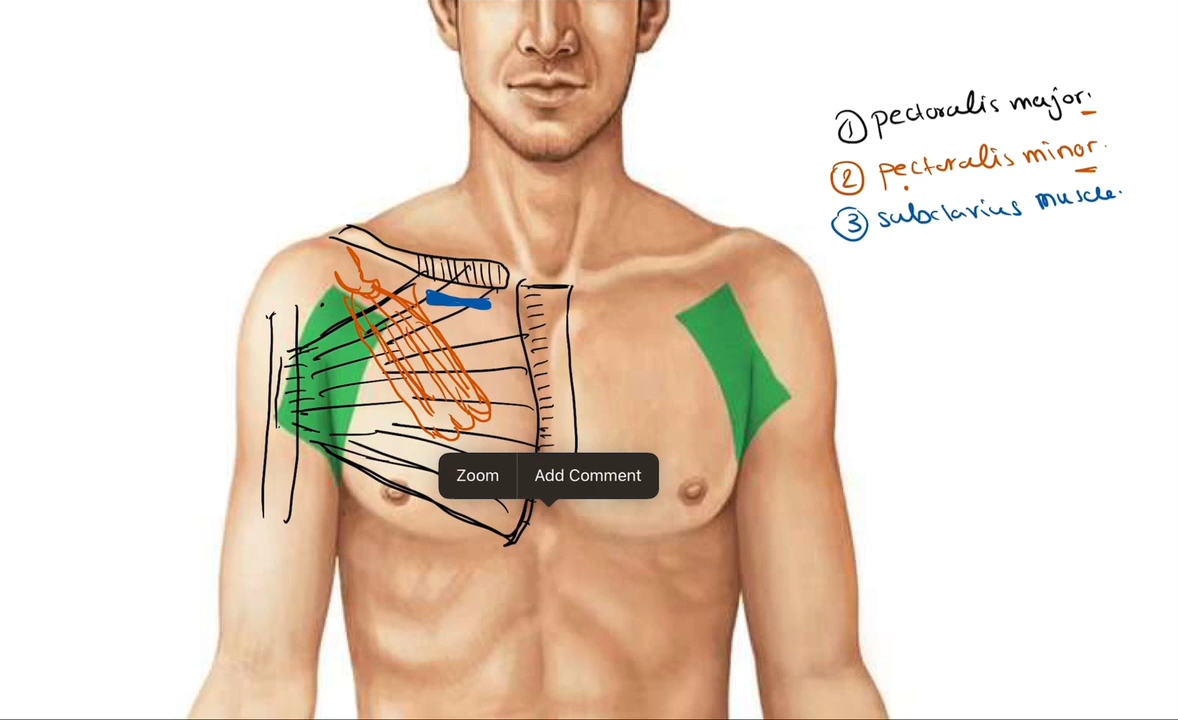 ① pectoralis major.
② pectoralis minor.
③ subclavius muscle.
Zoom
Add Comment